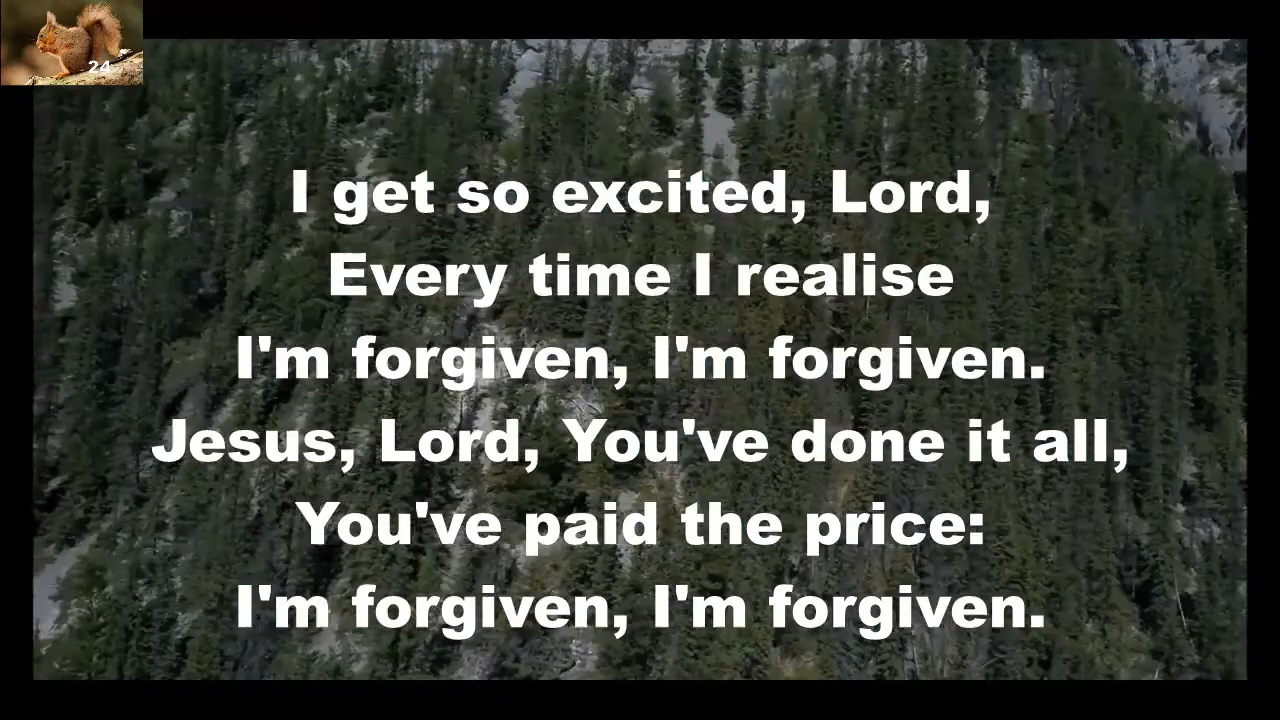 24
I get so excited, Lord,
Every time I realise
I'm forgiven, I'm forgiven.
Jesus, Lord, You've done it all,
You've paid the price:
I'm forgiven, I'm forgiven.